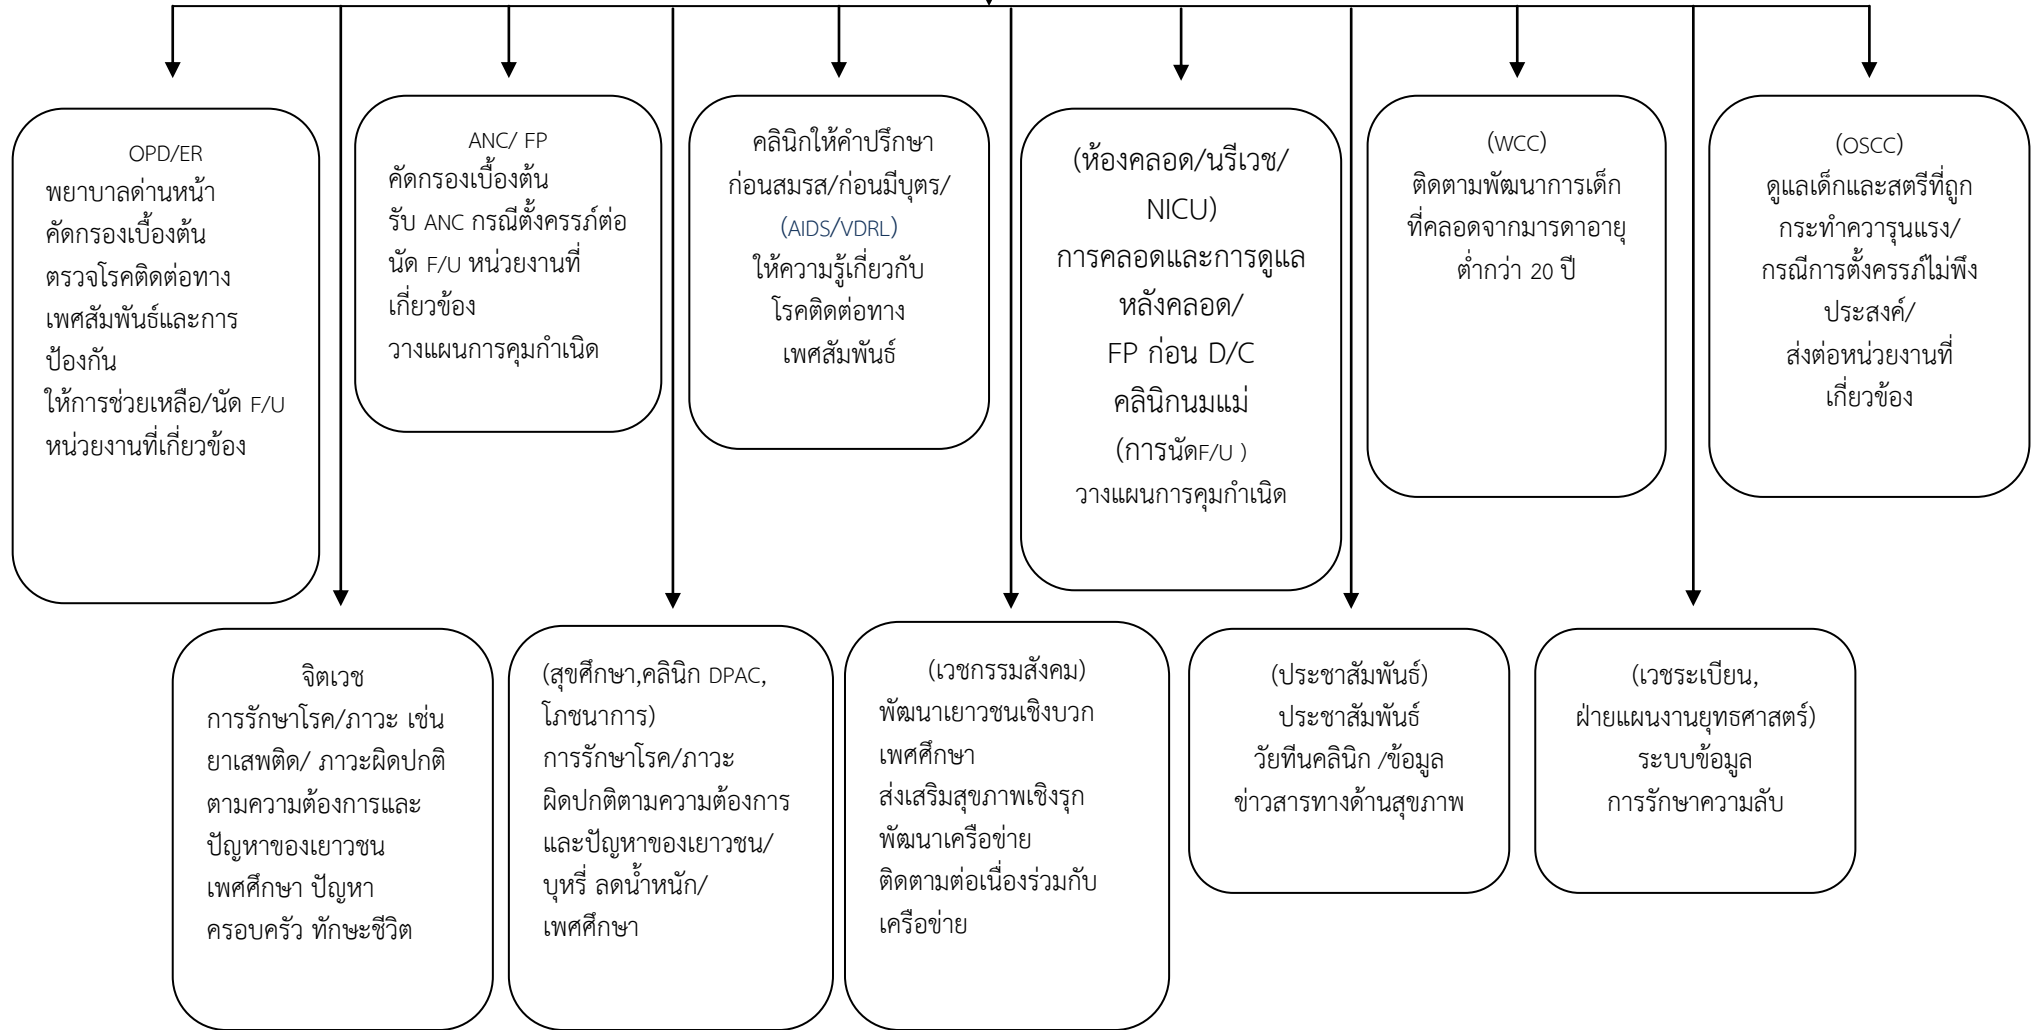 OPD/ER
พยาบาลด่านหน้า
คัดกรองเบื้องต้น
ตรวจโรคติดต่อทาง
เพศสัมพันธ์และการ
ป้องกัน
ให้การช่วยเหลือ/นัด F/U
หน่วยงานที่เกี่ยวข้อง
ANC/ FP
คัดกรองเบื้องต้น
รับ ANC กรณีตั้งครรภ์ต่อ
นัด F/U หน่วยงานที่
เกี่ยวข้อง
วางแผนการคุมกำเนิด
คลินิกให้คำปรึกษา
ก่อนสมรส/ก่อนมีบุตร/
(AIDS/VDRL)
ให้ความรู้เกี่ยวกับ
โรคติดต่อทาง
เพศสัมพันธ์
(ห้องคลอด/นรีเวช/
NICU)
การคลอดและการดูแล
หลังคลอด/
FP ก่อน D/C
คลินิกนมแม่
(การนัดF/U )
วางแผนการคุมกำเนิด
(WCC)
ติดตามพัฒนาการเด็ก
ที่คลอดจากมารดาอายุ
ต่ำกว่า 20 ปี
(OSCC)
ดูแลเด็กและสตรีที่ถูก
กระทำควารุนแรง/
กรณีการตั้งครรภ์ไม่พึง
ประสงค์/
ส่งต่อหน่วยงานที่
เกี่ยวข้อง
จิตเวช
การรักษาโรค/ภาวะ เช่น
ยาเสพติด/ ภาวะผิดปกติ
ตามความต้องการและ
ปัญหาของเยาวชน
เพศศึกษา ปัญหา
ครอบครัว ทักษะชีวิต
(สุขศึกษา,คลินิก DPAC,
โภชนาการ)
การรักษาโรค/ภาวะ
ผิดปกติตามความต้องการ
และปัญหาของเยาวชน/
บุหรี่ ลดน้ำหนัก/
เพศศึกษา
(เวชกรรมสังคม)
พัฒนาเยาวชนเชิงบวก
เพศศึกษา
ส่งเสริมสุขภาพเชิงรุก
พัฒนาเครือข่าย
ติดตามต่อเนื่องร่วมกับ
เครือข่าย
(ประชาสัมพันธ์)
ประชาสัมพันธ์
วัยทีนคลินิก /ข้อมูล
ข่าวสารทางด้านสุขภาพ
(เวชระเบียน,
ฝ่ายแผนงานยุทธศาสตร์)
ระบบข้อมูล
การรักษาความลับ